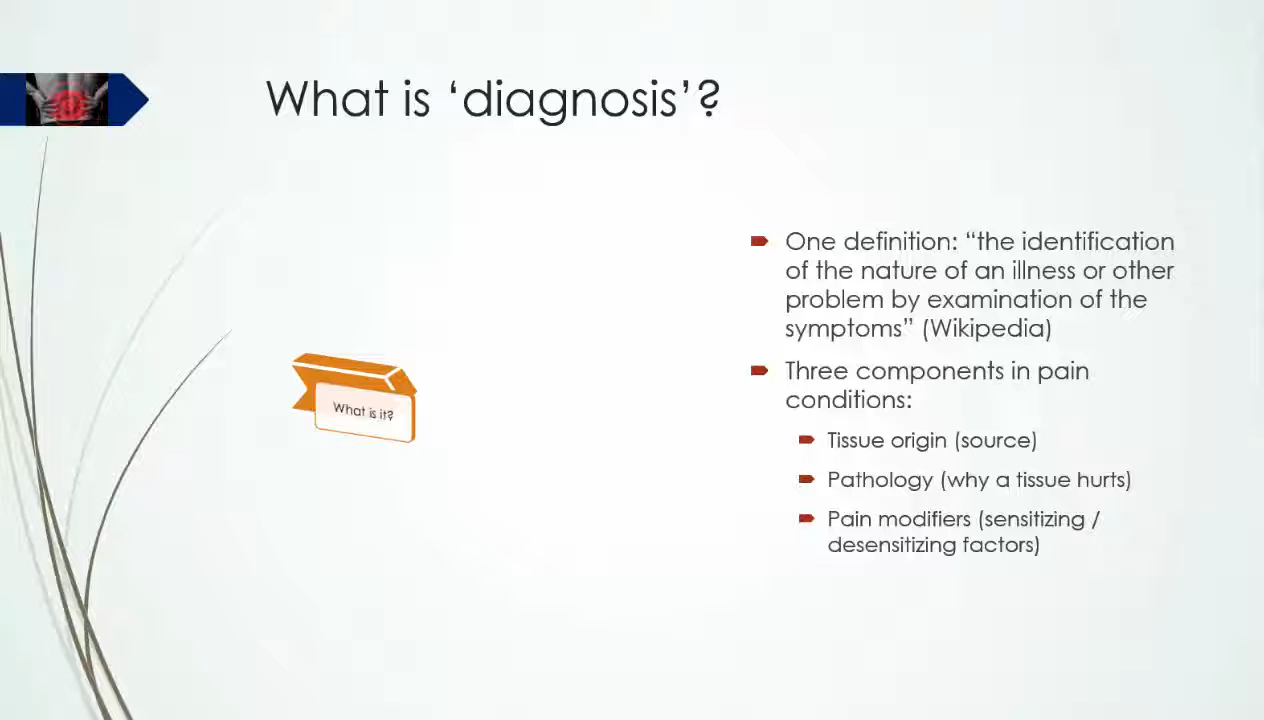 What is ‘diagnosis’?
What is it?
One definition: “the identification
of the nature of an illness or other
problem by examination of the
symptoms” (Wikipedia)
Three components in pain
conditions:
Tissue origin (source)
Pathology (why a tissue hurts)
Pain modifiers (sensitizing /
desensitizing factors)